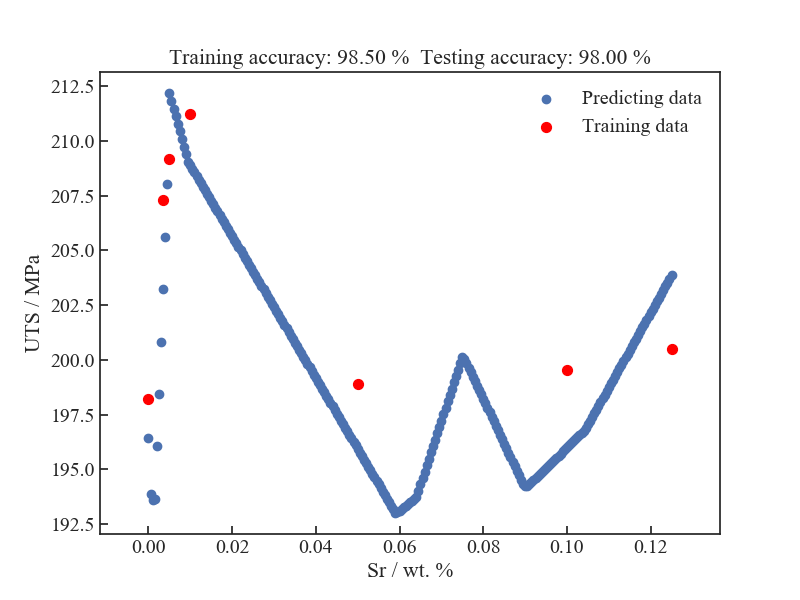 Training accuracy: 98.50 %  Testing accuracy: 98.00 %
Predicting data
Training data
UTS / MPa
212.5
210.0
207.5
205.0
202.5
200.0
197.5
195.0
192.5
0.00 0.02 0.04 0.06 0.08 0.10 0.12
Sr / wt. %